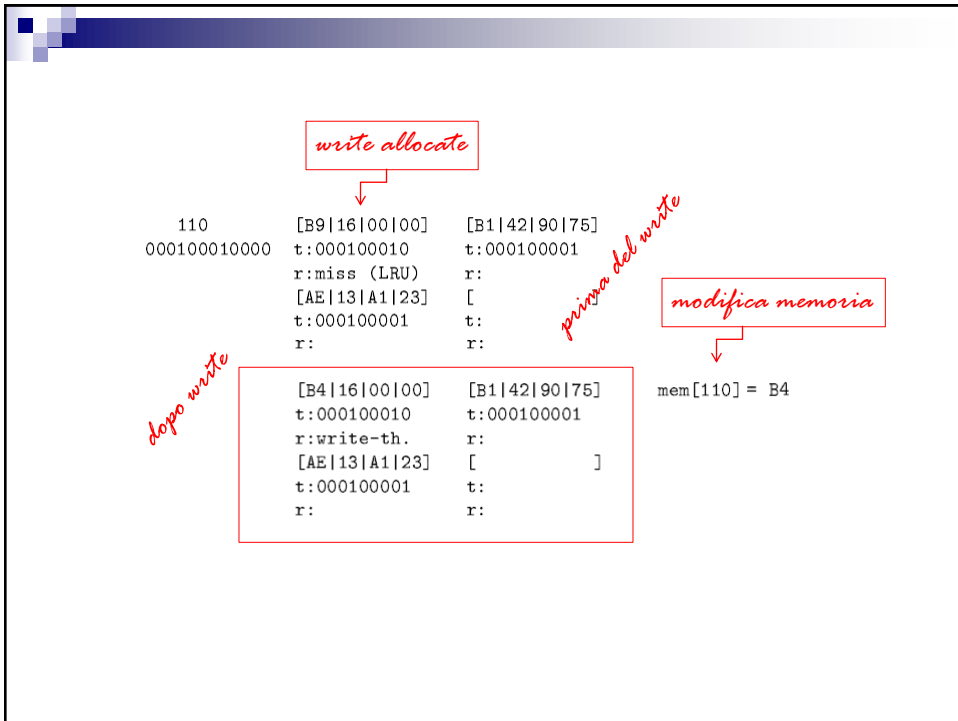 write allocate
110 [B9|16|00|00] [B1|42|90|75]
000100010000 t:000100010 t:000100001
r:miss (LRU) r:
[AE|13|A1|23] [ ]
t:000100001 t:
r: r:
prima del write
modifica memoria
dopo write
[B4|16|00|00] [B1|42|90|75] mem[110] = B4
t:000100010 t:000100001
r:write-th. r:
[AE|13|A1|23] [ ]
t:000100001 t:
r: r: